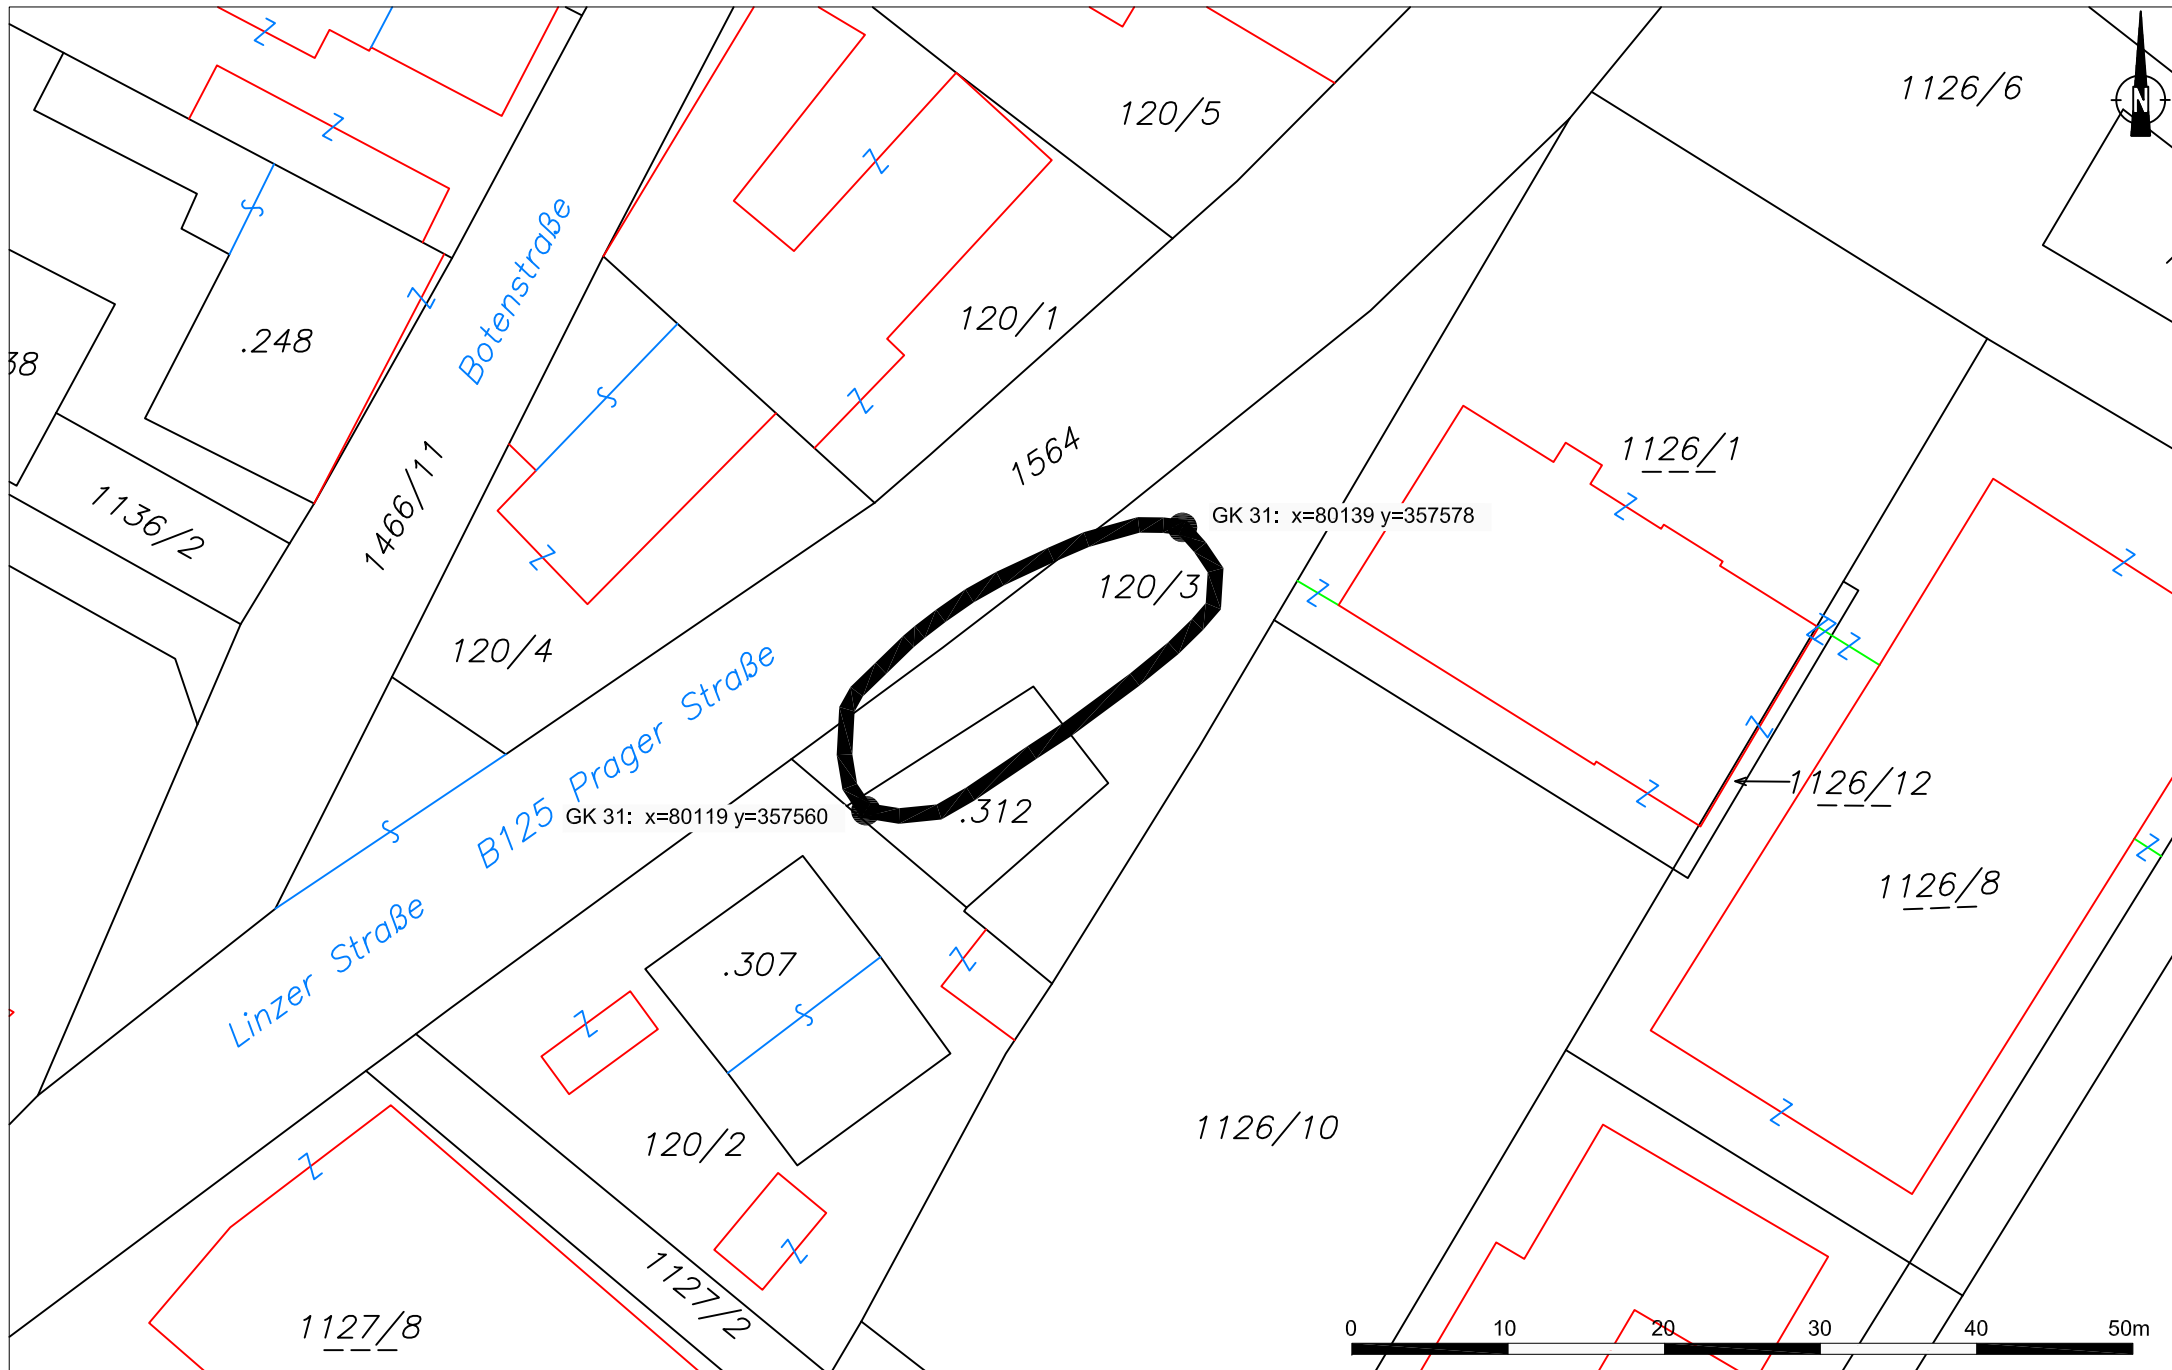 1126/6
N
120/5
Botenstraße
120/1
.248
38
1564
1126/1
1466/11
1136/2
GK 31: x=80139 y=357578
120/3
120/4
B125 Prager Straße
1126/12
GK 31: x=80119 y=357560
.312
1126/8
Linzer Straße
.307
1126/10
120/2
1127/2
1127/8
0 10 20 30 40 50m